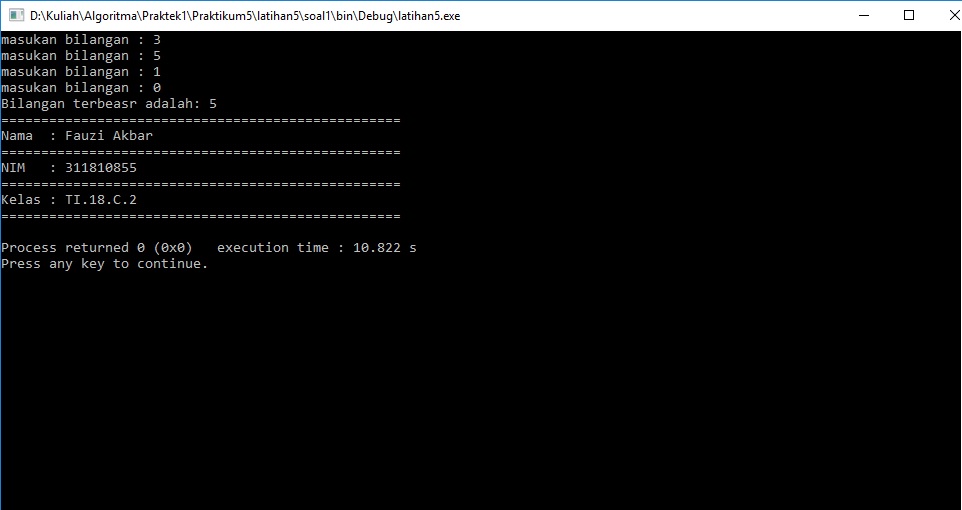 D:\Kuliah\Algoritma\Praktek1\Praktikum5\latihan5\soal1\bin\Debug\latihan5.exe
masukan bilangan : 3
masukan bilangan : 5
masukan bilangan : 1
masukan bilangan : 0
Bilangan terbeasr adalah: 5
==================================================
Nama  : Fauzi Akbar
==================================================
NIM   : 311810855
==================================================
Kelas : TI.18.C.2
==================================================
Process returned 0 (0x0)   execution time : 10.822 s
Press any key to continue.